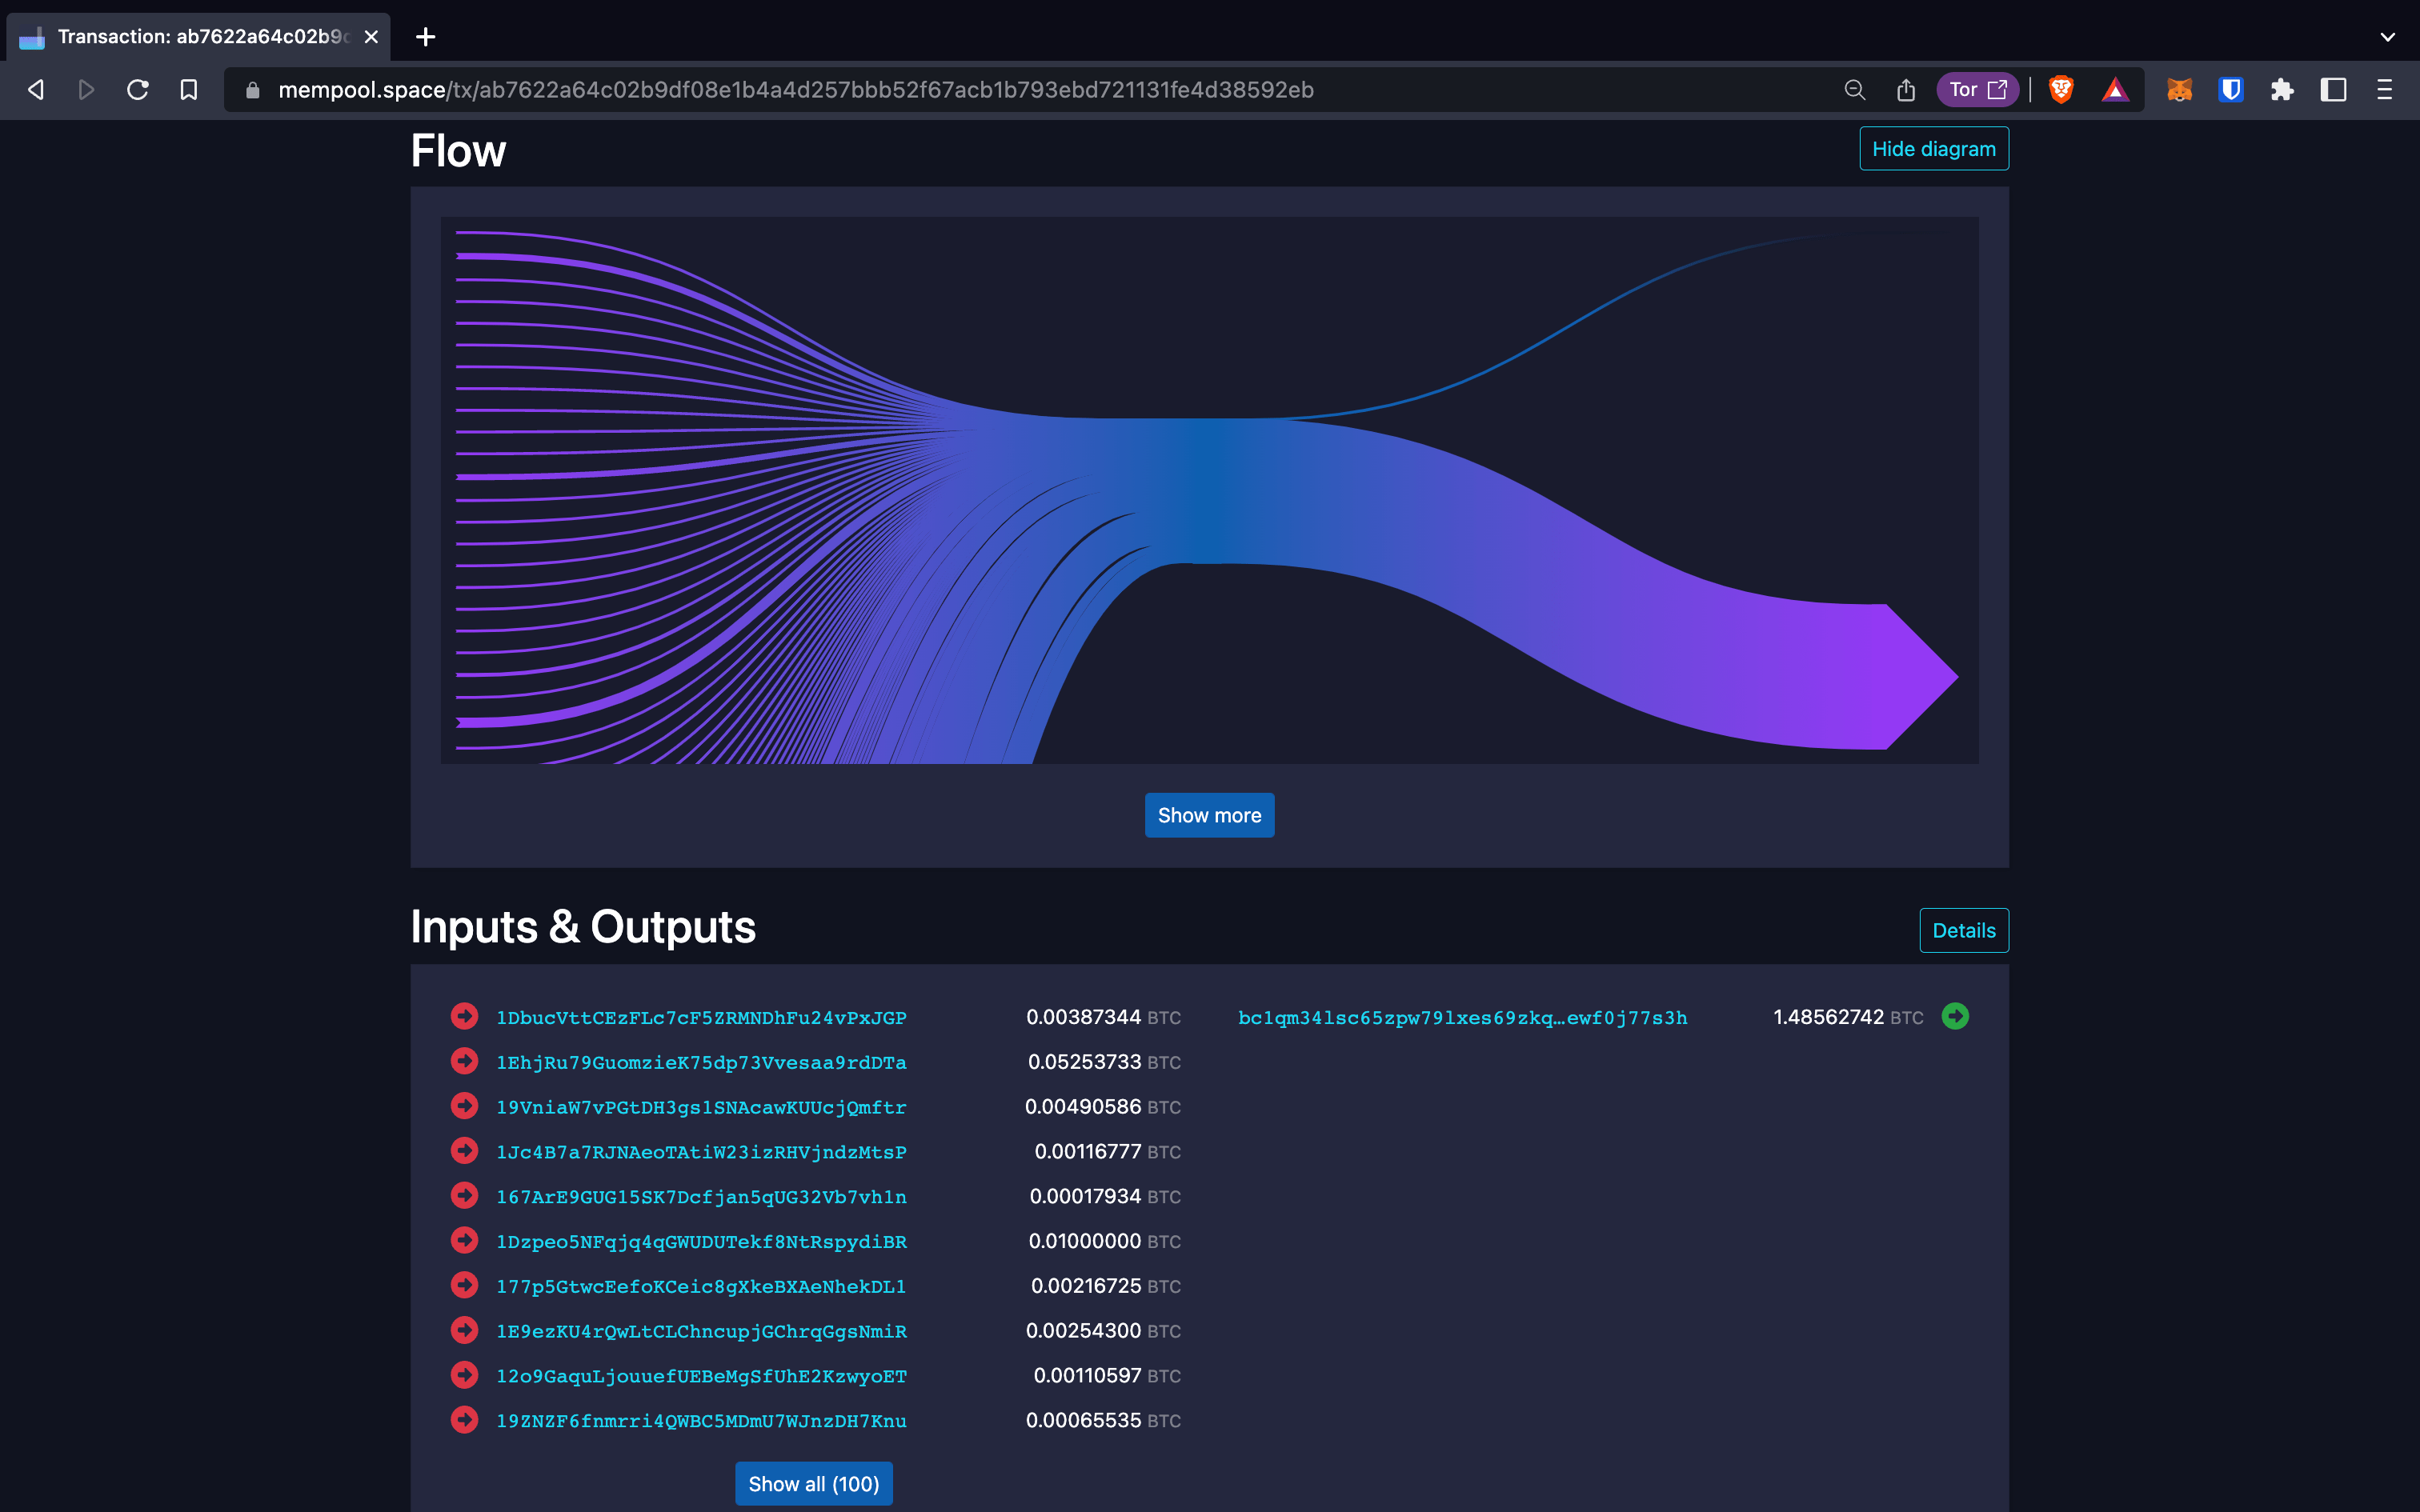 Transaction: ab7622a64c02b9
mempool.space/tx/ab7622a64c02b9df08e1b4a4d257bbb52f67acb1b793ebd721131fe4d38592eb
Tor
Flow
Hide diagram
Show more
Inputs & Outputs
Details
1DbucVttCEzFLc7cF5ZRMNDhFu24vPxJGP 0.00387344 BTC bc1qm34lsc65zpw79lxes69zkq…ewf0j77s3h 1.48562742 BTC
1EhjRu79GuomzieK75dp73Vvesaa9rdDTa 0.05253733 BTC
19VniaW7vPGtDH3gs1SNAcawKUUcjQmftr 0.00490586 BTC
1Jc4B7a7RJNAeoTAtiW23izRHVjndzMtsP 0.00116777 BTC
167ArE9GUG15SK7Dcfjan5qUG32Vb7vh1n 0.00017934 BTC
1Dzpeo5NFqjq4qGWUDUTekf8NtRspydiBR 0.01000000 BTC
177p5GtwcEefoKCeic8gXkeBXAeNhekDL1 0.00216725 BTC
1E9ezKU4rQwLtCLChncupjGChrqGgsNmiR 0.00254300 BTC
12o9GaquLjouuefUEBeMgSfUhE2KzwyoET 0.00110597 BTC
19ZNZF6fnmrri4QWBC5MDmU7WJnzDH7Knu 0.00065535 BTC
Show all (100)